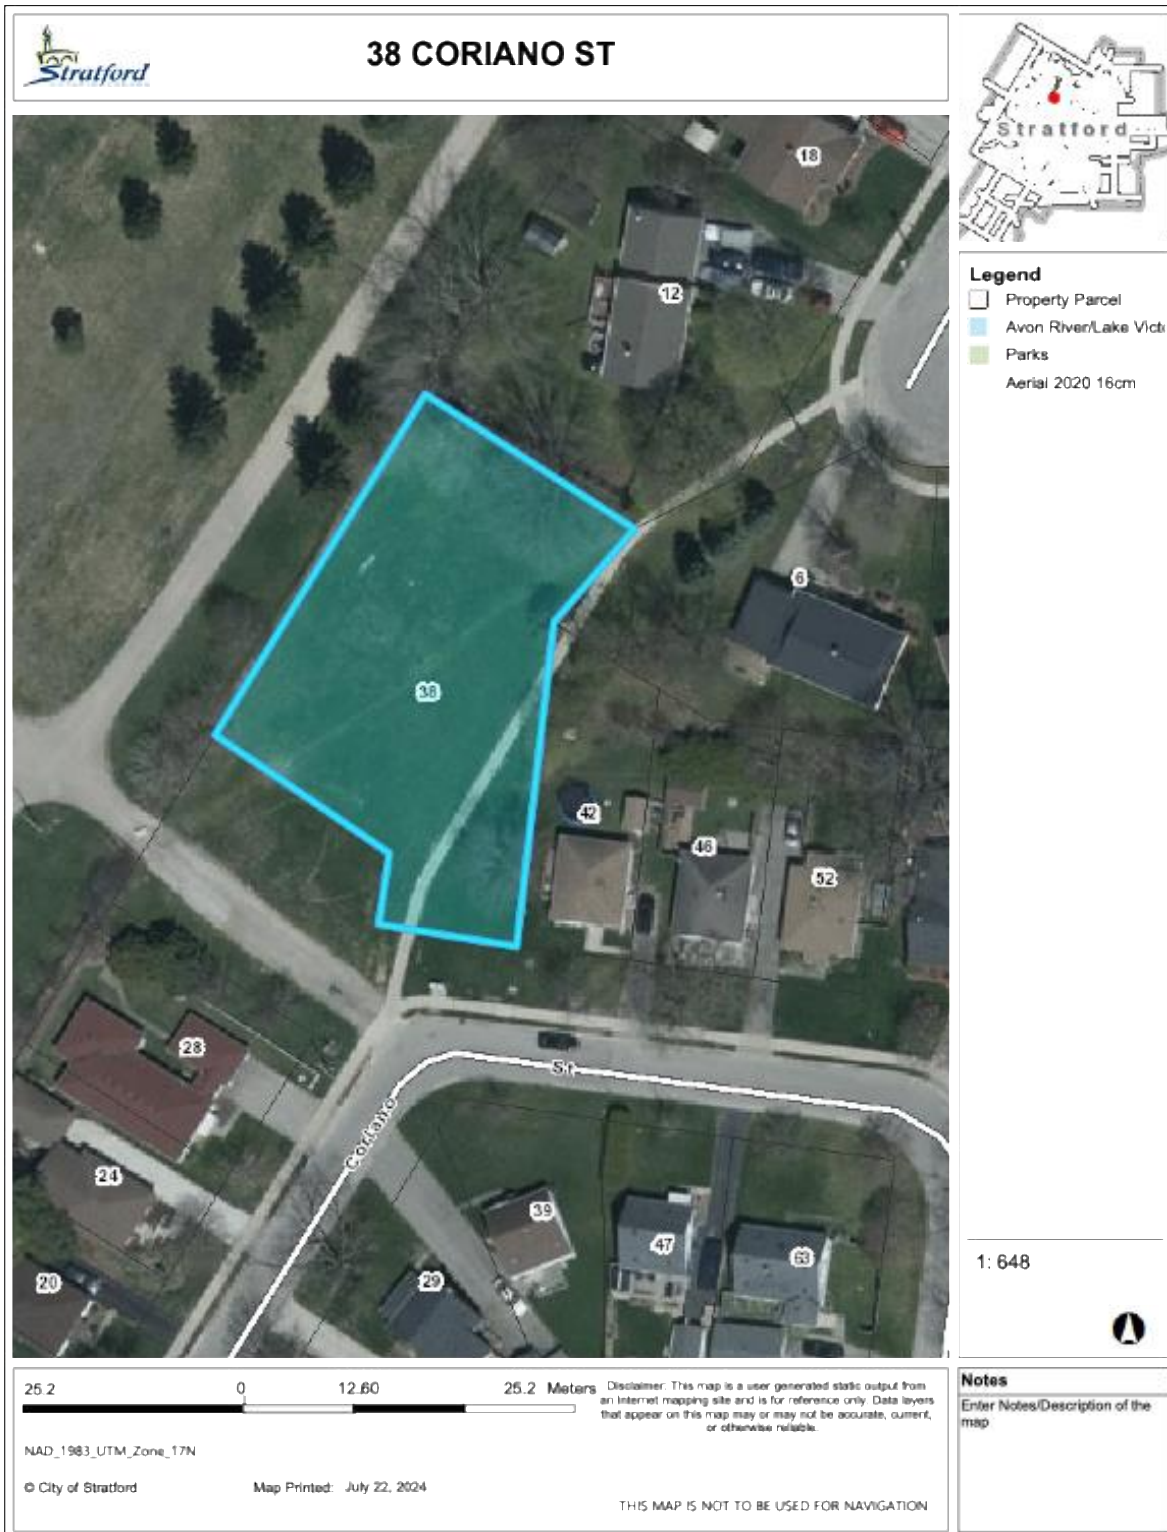 Stratford
38 CORIANO ST
Stratford
Legend
Property Parcel
Avon River/Lake Victo
Parks
Aerial 2020 16cm
18
12
6
38
42
46
52
28
St
Coriano
24
39
47
63
20
29
1: 648
25.2 0 12.60 25.2 Meters
Disclaimer: This map is a user generated static output from
an Internet mapping site and is for reference only. Data layers
that appear on this map may or may not be accurate, current,
or otherwise reliable.
NAD_1983_UTM_Zone_17N
© City of Stratford Map Printed: July 22, 2024
THIS MAP IS NOT TO BE USED FOR NAVIGATION
Notes
Enter Notes/Description of the
map